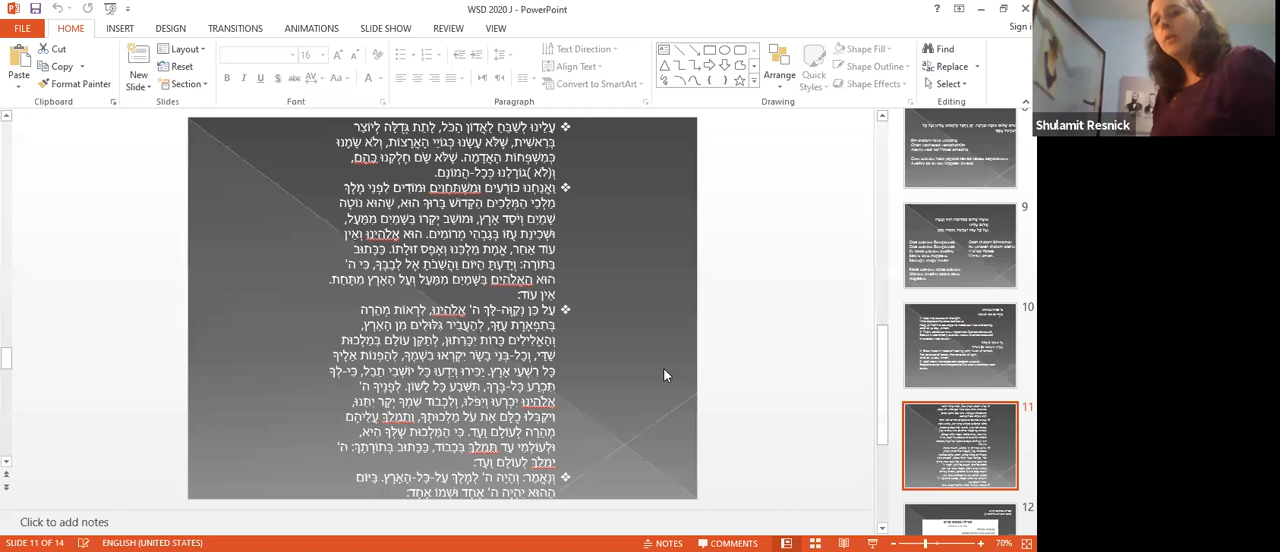 WSD 2020 J - PowerPoint
FILE HOME INSERT DESIGN TRANSITIONS ANIMATIONS SLIDE SHOW REVIEW VIEW Sign in
Paste
Cut
Copy
Format Painter
Clipboard
New Slide
Layout
Reset
Section
Slides
16
Font
Text Direction
Align Text
Convert to SmartArt
Paragraph
Arrange
Quick Styles
Shape Fill
Shape Outline
Shape Effects
Drawing
Find
Replace
Select
Editing
Shulamit Resnick
עָלֵינוּ לְשַׁבֵּחַ לַאֲדוֹן הַכֹּל, לָתֵת גְּדֻלָּה לְיוֹצֵר
בְּרֵאשִׁית, שֶׁלֹּא עָשָׂנוּ כְּגוֹיֵי הָאֲרָצוֹת, וְלֹא שָׂמָנוּ
כְּמִשְׁפְּחוֹת הָאֲדָמָה. שֶׁלֹּא שָׂם חֶלְקֵנוּ כָּהֶם,
וְ(לֹא )גוֹרָלֵנוּ כְּכָל-הֲמוֹנָם.
וַאֲנַחְנוּ כּוֹרְעִים וּמִשְׁתַּחֲוִים וּמוֹדִים לִפְנֵי מֶלֶךְ
מַלְכֵי הַמְּלָכִים הַקָּדוֹשׁ בָּרוּךְ הוּא, שֶׁהוּא נוֹטֶה
שָׁמַיִם וְיֹסֵד אָרֶץ, וּמוֹשַׁב יְקָרוֹ בַּשָּׁמַיִם מִמַּעַל,
וּשְׁכִינַת עֻזּוֹ בְּגָבְהֵי מְרוֹמִים. הוּא אֱלֹהֵינוּ וְאֵין
עוֹד אַחֵר, אֱמֶת מַלְכֵּנוּ וְאֶפֶס זוּלָתוֹ. כַּכָּתוּב
בַּתּוֹרָה: וְיָדַעְתָּ הַיּוֹם וַהֲשֵׁבֹתָ אֶל לְבָבֶךָ, כִּי ה'
הוּא הָאֱלֹהִים בַּשָּׁמַיִם מִמַּעַל וְעַל הָאָרֶץ מִתָּחַת.
אֵין עוֹד:
עַל כֵּן נְקַוֶּה-לְּךָ ה' אֱלֹהֵינוּ, לִרְאוֹת מְהֵרָה
בְּתִפְאֶרֶת עֻזָּךְ, לְהַעֲבִיר גִּלּוּלִים מִן הָאָרֶץ,
וְהָאֱלִילִים כָּרוֹת יִכָּרֵתוּן, לְתַקֵּן עוֹלָם בְּמַלְכוּת
שַׁדַּי, וְכָל-בְּנֵי בָשָׂר יִקְרְאוּ בִשְׁמֶךָ, לְהַפְנוֹת אֵלֶיךָ
כָּל רִשְׁעֵי אָרֶץ. יַכִּירוּ וְיֵדְעוּ כָּל יוֹשְׁבֵי תֵבֵל, כִּי-לְךָ
תִּכְרַע כָּל-בֶּרֶךְ, תִּשָּׁבַע כָּל לָשׁוֹן. לְפָנֶיךָ ה'
אֱלֹהֵינוּ יִכְרְעוּ וְיִפֹּלוּ, וְלִכְבוֹד שִׁמְךָ יְקָר יִתֵּנוּ,
וִיקַבְּלוּ כֻלָּם אֶת עֹל מַלְכוּתֶךָ, וְתִמְלֹךְ עֲלֵיהֶם
מְהֵרָה לְעוֹלָם וָעֶד. כִּי הַמַּלְכוּת שֶׁלְּךָ הִיא,
וּלְעוֹלְמֵי עַד תִּמְלֹךְ בְּכָבוֹד, כַּכָּתוּב בְּתוֹרָתֶךָ: ה'
יִמְלֹךְ לְעוֹלָם וָעֶד:
וְנֶאֱמַר: וְהָיָה ה' לְמֶלֶךְ עַל-כָּל-הָאָרֶץ. בַּיּוֹם
הַהוּא יִהְיֶה ה' אֶחָד וּשְׁמוֹ אֶחָד:
9
10
11
12
Click to add notes
SLIDE 11 OF 14 ENGLISH (UNITED STATES) NOTES COMMENTS 70%